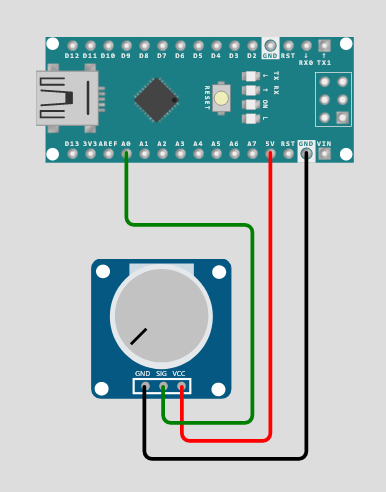 D12 D11 D10 D9 D8 D7 D6 D5 D4 D3 D2 GND RST RX0 TX1
RESET
TX RX
ON L
D13 3V3 AREF A0 A1 A2 A3 A4 A5 A6 A7 5V RST GND VIN
GND SIG VCC